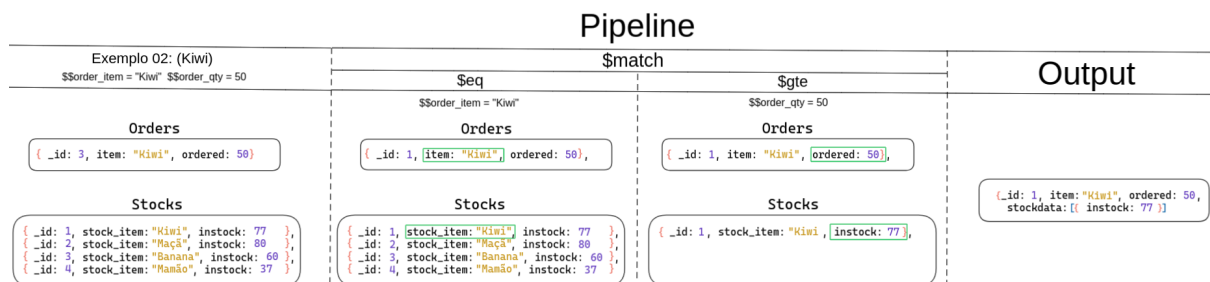 Pipeline
Exemplo 02: (Kiwi)
$$order_item = "Kiwi" $$order_qty = 50
$match
Output
$eq
$gte
$$order_item = "Kiwi"
$$order_qty = 50
Orders
{ _id: 3, item: "Kiwi", ordered: 50}
Stocks
{ _id: 1, stock_item:"Kiwi", instock: 77 },
{ _id: 2, stock_item:"Maçã", instock: 80 },
{ _id: 3, stock_item:"Banana", instock: 60 },
{ _id: 4, stock_item:"Mamão", instock: 37 }
Orders
{ _id: 1, item: "Kiwi", ordered: 50},
Stocks
{ _id: 1, stock_item:"Kiwi", instock: 77 },
{ _id: 2, stock_item:"Maçã", instock: 80 },
{ _id: 3, stock_item:"Banana", instock: 60 },
{ _id: 4, stock_item:"Mamão", instock: 37 }
Orders
{ _id: 1, item: "Kiwi", ordered: 50},
Stocks
{ _id: 1, stock_item:"Kiwi , instock: 77 },
{_id: 1, item:"Kiwi", ordered: 50,
stockdata:[{ instock: 77 }]